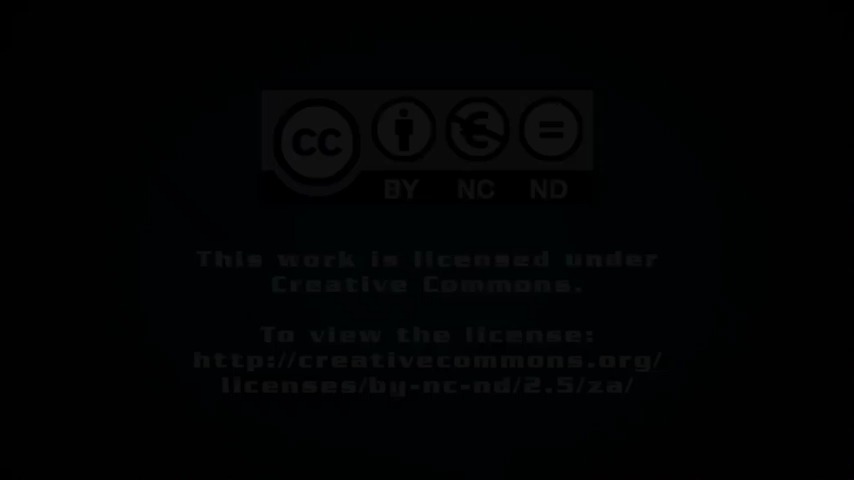 CC
BY NC ND
This work is licensed under
Creative Commons.
To view the license:
http://creativecommons.org/
licenses/by-nc-nd/2.5/za/